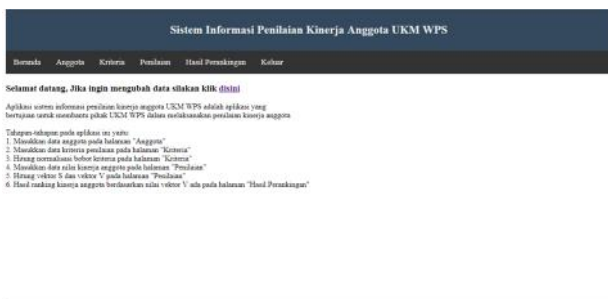 Sistem Informasi Penilaian Kinerja Anggota UKM WPS
Beranda Anggota Kriteria Penilaian Hasil Perankingan Keluar
Selamat datang, Jika ingin mengubah data silakan klik disini
Aplikasi sistem informasi penilaian kinerja anggota UKM WPS adalah aplikasi yang
bertujuan untuk membantu pihak UKM WPS dalam melaksanakan penilaian kinerja anggota
Tahapan-tahapan pada aplikasi ini yaitu:
1. Masukkan data anggota pada halaman "Anggota"
2. Masukkan data kriteria penilaian pada halaman "Kriteria"
3. Hitung normalisasi bobot kriteria pada halaman "Kriteria"
4. Masukkan data nilai kinerja anggota pada halaman "Penilaian"
5. Hitung vektor S dan vektor V pada halaman "Penilaian"
6. Hasil ranking kinerja anggota berdasarkan nilai vektor V ada pada halaman "Hasil Perankingan"